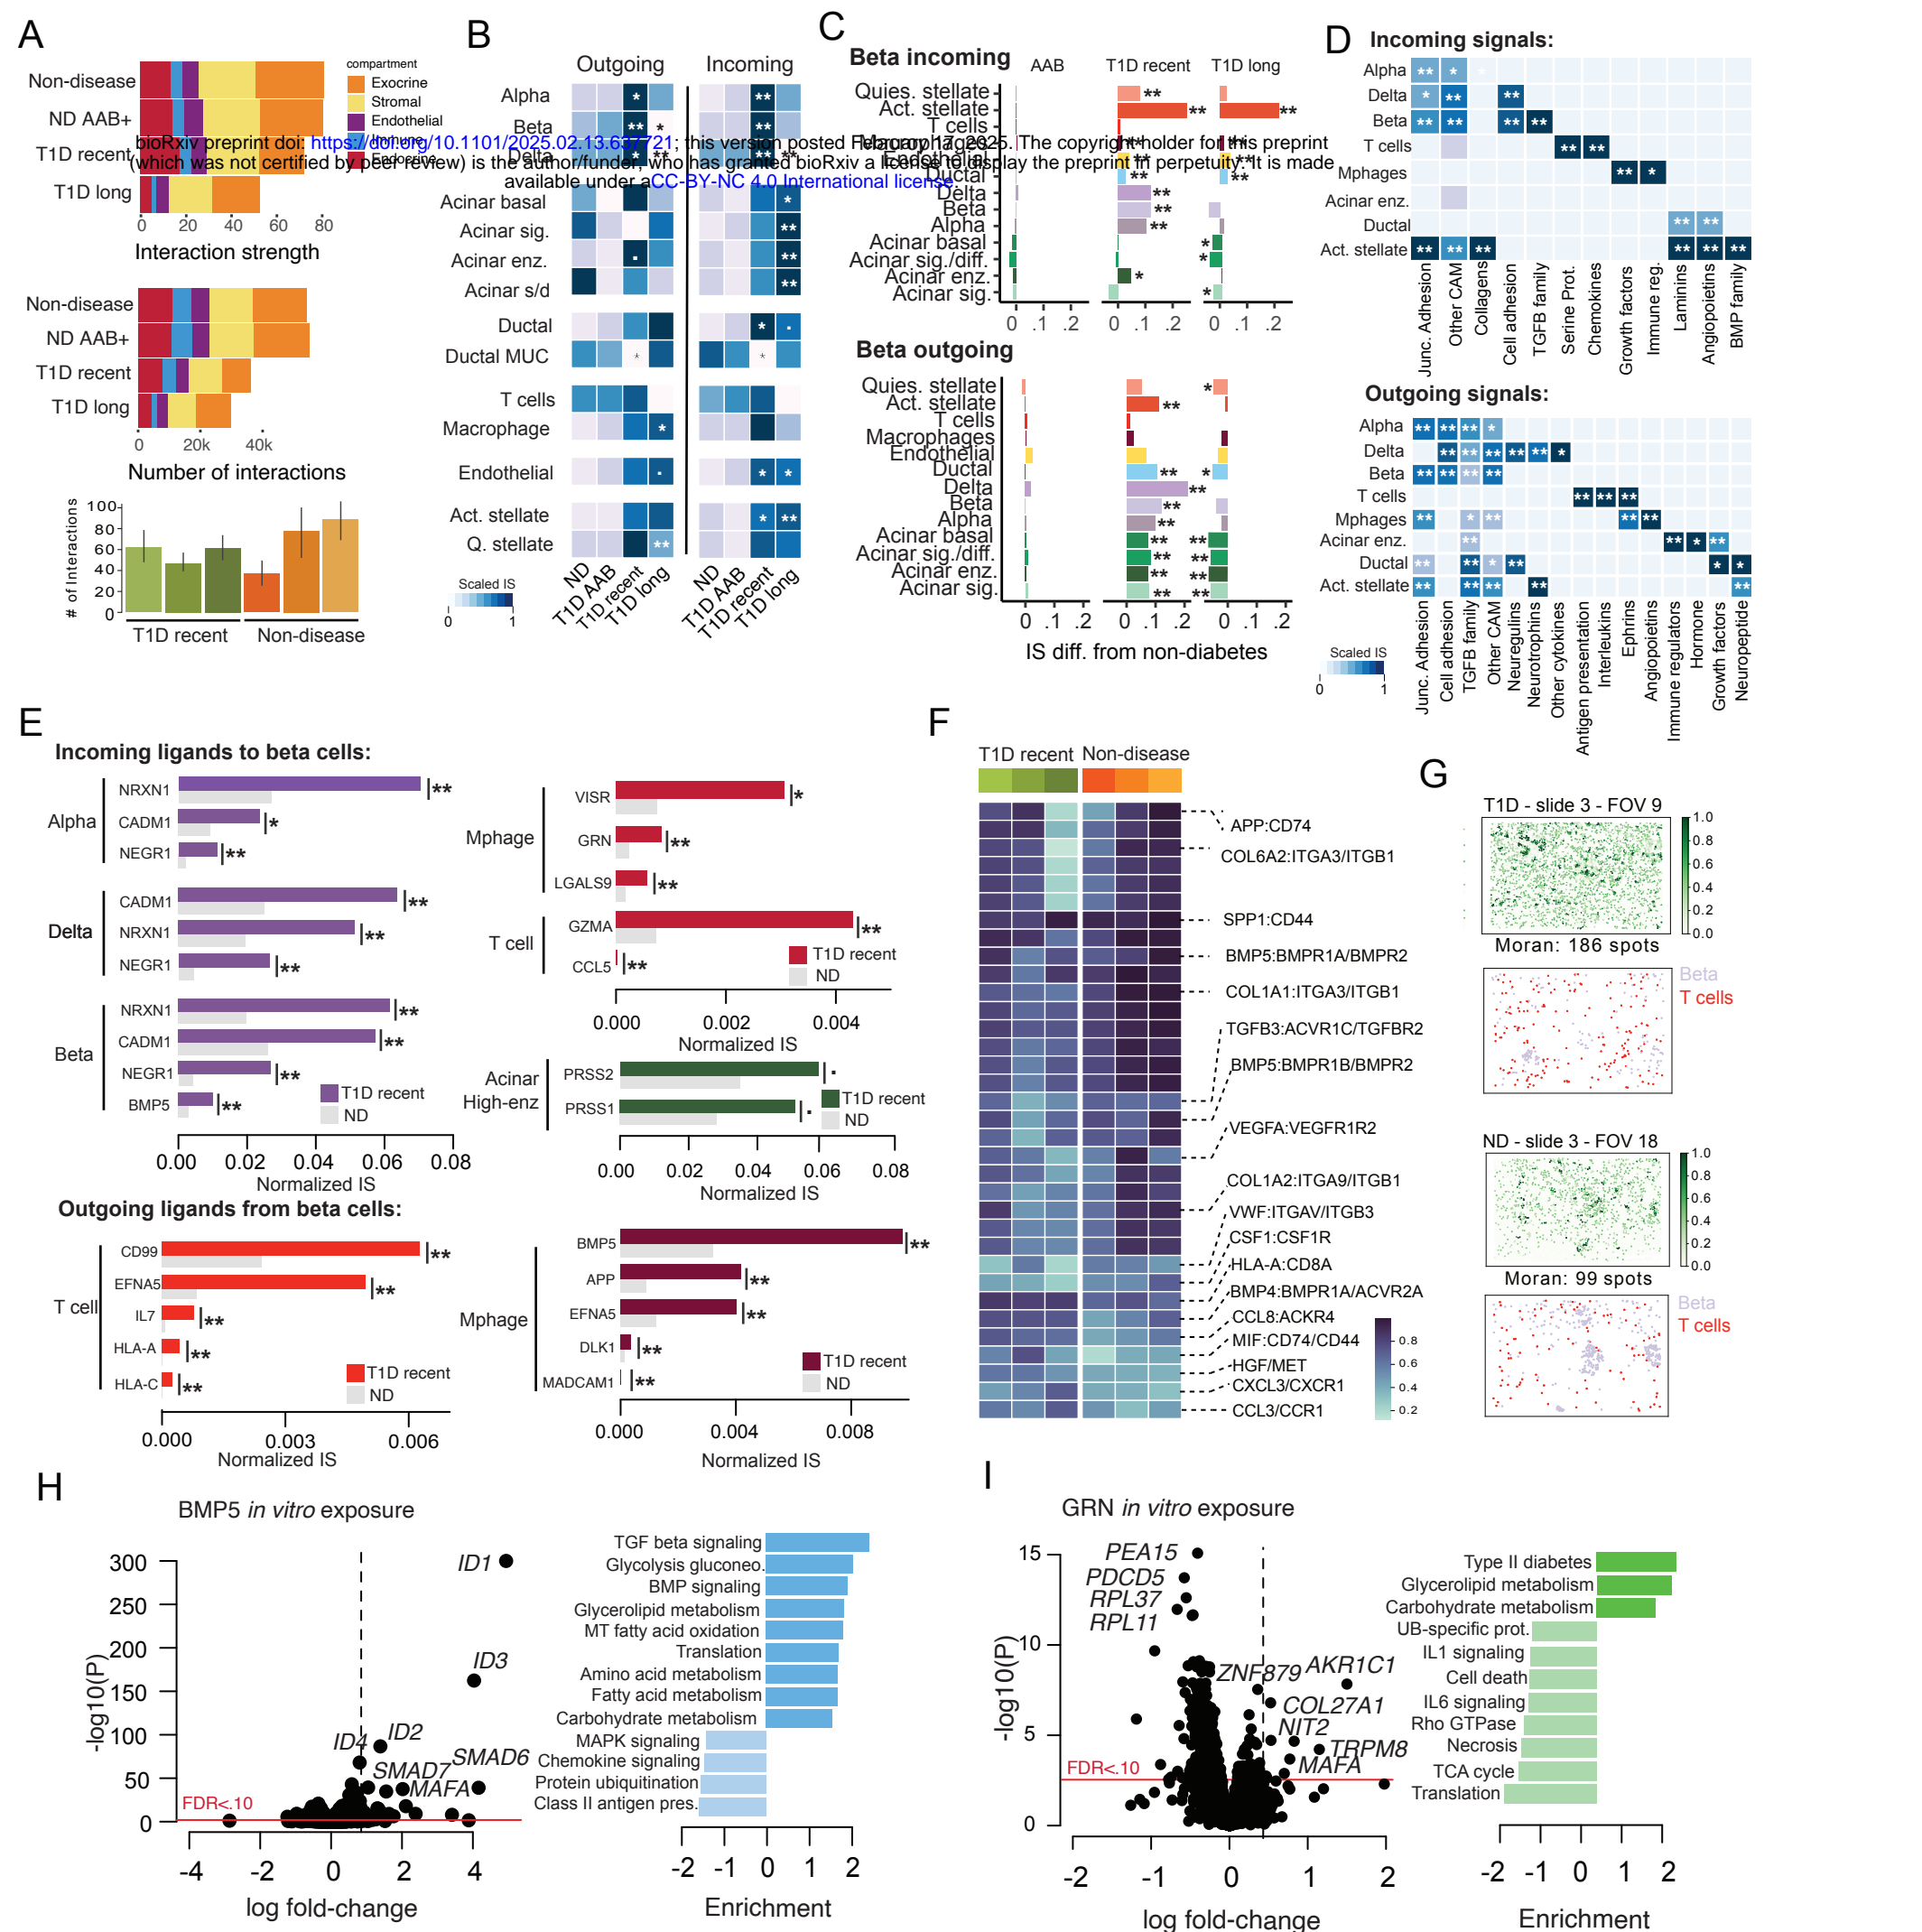 A
Non-disease
ND AAB+
T1D recent
T1D long
0 20 40 60 80
Interaction strength
compartment
Exocrine
Stromal
Endothelial
Immune
Endocrine
bioRxiv preprint doi: https://doi.org/10.1101/2025.02.13.637721; this version posted February 17, 2025. The copyright holder for this preprint
(which was not certified by peer review) is the author/funder, who has granted bioRxiv a license to display the preprint in perpetuity. It is made
available under aCC-BY-NC 4.0 International license.
Non-disease
ND AAB+
T1D recent
T1D long
0 20k 40k
Number of interactions
# of Interactions
100
80
60
40
20
0
T1D recent
Non-disease
B
Outgoing
Incoming
Alpha
Beta
Delta
Acinar basal
Acinar sig.
Acinar enz.
Acinar s/d
Ductal
Ductal MUC
T cells
Macrophage
Endothelial
Act. stellate
Q. stellate
ND
T1D AAB
T1D recent
T1D long
ND
T1D AAB
T1D recent
T1D long
Scaled IS
0 1
C
Beta incoming
AAB
T1D recent
T1D long
Quies. stellate
Act. stellate
T cells
Macrophages
Endothelial
Ductal
Delta
Beta
Alpha
Acinar basal
Acinar sig./diff.
Acinar enz.
Acinar sig.
0 .1 .2 0 .1 .2 0 .1 .2
Beta outgoing
Quies. stellate
Act. stellate
T cells
Macrophages
Endothelial
Ductal
Delta
Beta
Alpha
Acinar basal
Acinar sig./diff.
Acinar enz.
Acinar sig.
0 .1 .2 0 .1 .2 0 .1 .2
IS diff. from non-diabetes
D
Incoming signals:
Alpha
Delta
Beta
T cells
Mphages
Acinar enz.
Ductal
Act. stellate
Junc. Adhesion
Other CAM
Collagens
Cell adhesion
TGFB family
Serine Prot.
Chemokines
Growth factors
Immune reg.
Laminins
Angiopoietins
BMP family
Outgoing signals:
Alpha
Delta
Beta
T cells
Mphages
Acinar enz.
Ductal
Act. stellate
Junc. Adhesion
Cell adhesion
TGFB family
Other CAM
Neuregulins
Neurotrophins
Other cytokines
Antigen presentation
Interleukins
Ephrins
Angiopoietins
Immune regulators
Hormone
Growth factors
Neuropeptide
Scaled IS
0 1
E
Incoming ligands to beta cells:
Alpha
NRXN1 **
CADM1 *
NEGR1 **
Delta
CADM1 **
NRXN1 **
NEGR1 **
Beta
NRXN1 **
CADM1 **
NEGR1 **
BMP5 **
T1D recent
ND
0.00 0.02 0.04 0.06 0.08
Normalized IS
Mphage
VISR *
GRN **
LGALS9 **
T cell
GZMA **
CCL5 **
T1D recent
ND
0.000 0.002 0.004
Normalized IS
Acinar
High-enz
PRSS2 .
PRSS1 .
T1D recent
ND
0.00 0.02 0.04 0.06 0.08
Normalized IS
Outgoing ligands from beta cells:
T cell
CD99 **
EFNA5 **
IL7 **
HLA-A **
HLA-C **
T1D recent
ND
0.000 0.003 0.006
Normalized IS
Mphage
BMP5 **
APP **
EFNA5 **
DLK1 **
MADCAM1 **
T1D recent
ND
0.000 0.004 0.008
Normalized IS
F
T1D recent
Non-disease
APP:CD74
COL6A2:ITGA3/ITGB1
SPP1:CD44
BMP5:BMPR1A/BMPR2
COL1A1:ITGA3/ITGB1
TGFB3:ACVR1C/TGFBR2
BMP5:BMPR1B/BMPR2
VEGFA:VEGFR1R2
COL1A2:ITGA9/ITGB1
VWF:ITGAV/ITGB3
CSF1:CSF1R
HLA-A:CD8A
BMP4:BMPR1A/ACVR2A
CCL8:ACKR4
MIF:CD74/CD44
HGF/MET
CXCL3/CXCR1
CCL3/CCR1
0.8
0.6
0.4
0.2
G
T1D - slide 3 - FOV 9
1.0
0.8
0.6
0.4
0.2
0.0
Moran: 186 spots
Beta
T cells
ND - slide 3 - FOV 18
1.0
0.8
0.6
0.4
0.2
0.0
Moran: 99 spots
Beta
T cells
H
BMP5 in vitro exposure
-log10(P)
300
250
200
150
100
50
0
ID1
ID3
ID4
ID2
SMAD7
SMAD6
MAFA
FDR<.10
-4 -2 0 2 4
log fold-change
TGF beta signaling
Glycolysis gluconeo.
BMP signaling
Glycerolipid metabolism
MT fatty acid oxidation
Translation
Amino acid metabolism
Fatty acid metabolism
Carbohydrate metabolism
MAPK signaling
Chemokine signaling
Protein ubiquitination
Class II antigen pres.
-2 -1 0 1 2
Enrichment
I
GRN in vitro exposure
-log10(P)
15
10
5
0
PEA15
PDCD5
RPL37
RPL11
ZNF879
AKR1C1
COL27A1
NIT2
TRPM8
MAFA
FDR<.10
-2 -1 0 1 2
log fold-change
Type II diabetes
Glycerolipid metabolism
Carbohydrate metabolism
UB-specific prot.
IL1 signaling
Cell death
IL6 signaling
Rho GTPase
Necrosis
TCA cycle
Translation
-2 -1 0 1 2
Enrichment